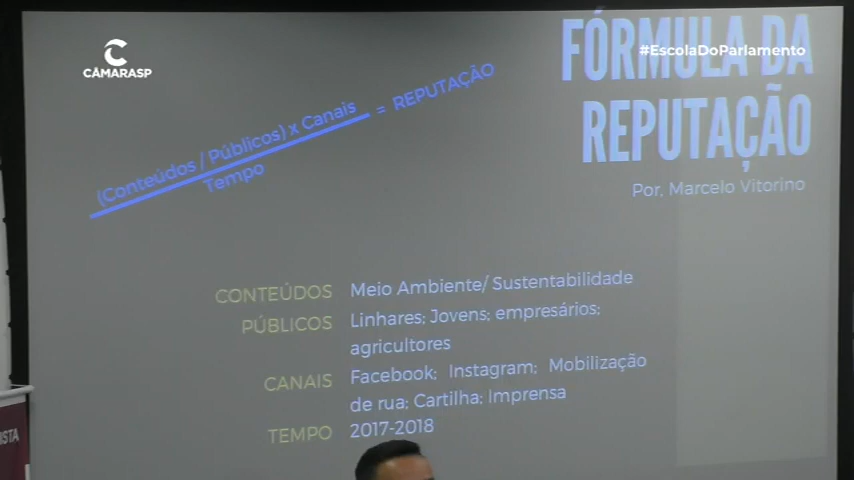 CÂMARASP
#EscolaDoParlamento
FÓRMULA DA
REPUTAÇÃO
Por, Marcelo Vitorino
(Conteúdos / Públicos) x Canais
Tempo
= REPUTAÇÃO
CONTEÚDOS Meio Ambiente/ Sustentabilidade
PÚBLICOS Linhares; Jovens; empresários;
agricultores
CANAIS Facebook; Instagram; Mobilização
de rua; Cartilha; Imprensa
TEMPO 2017-2018